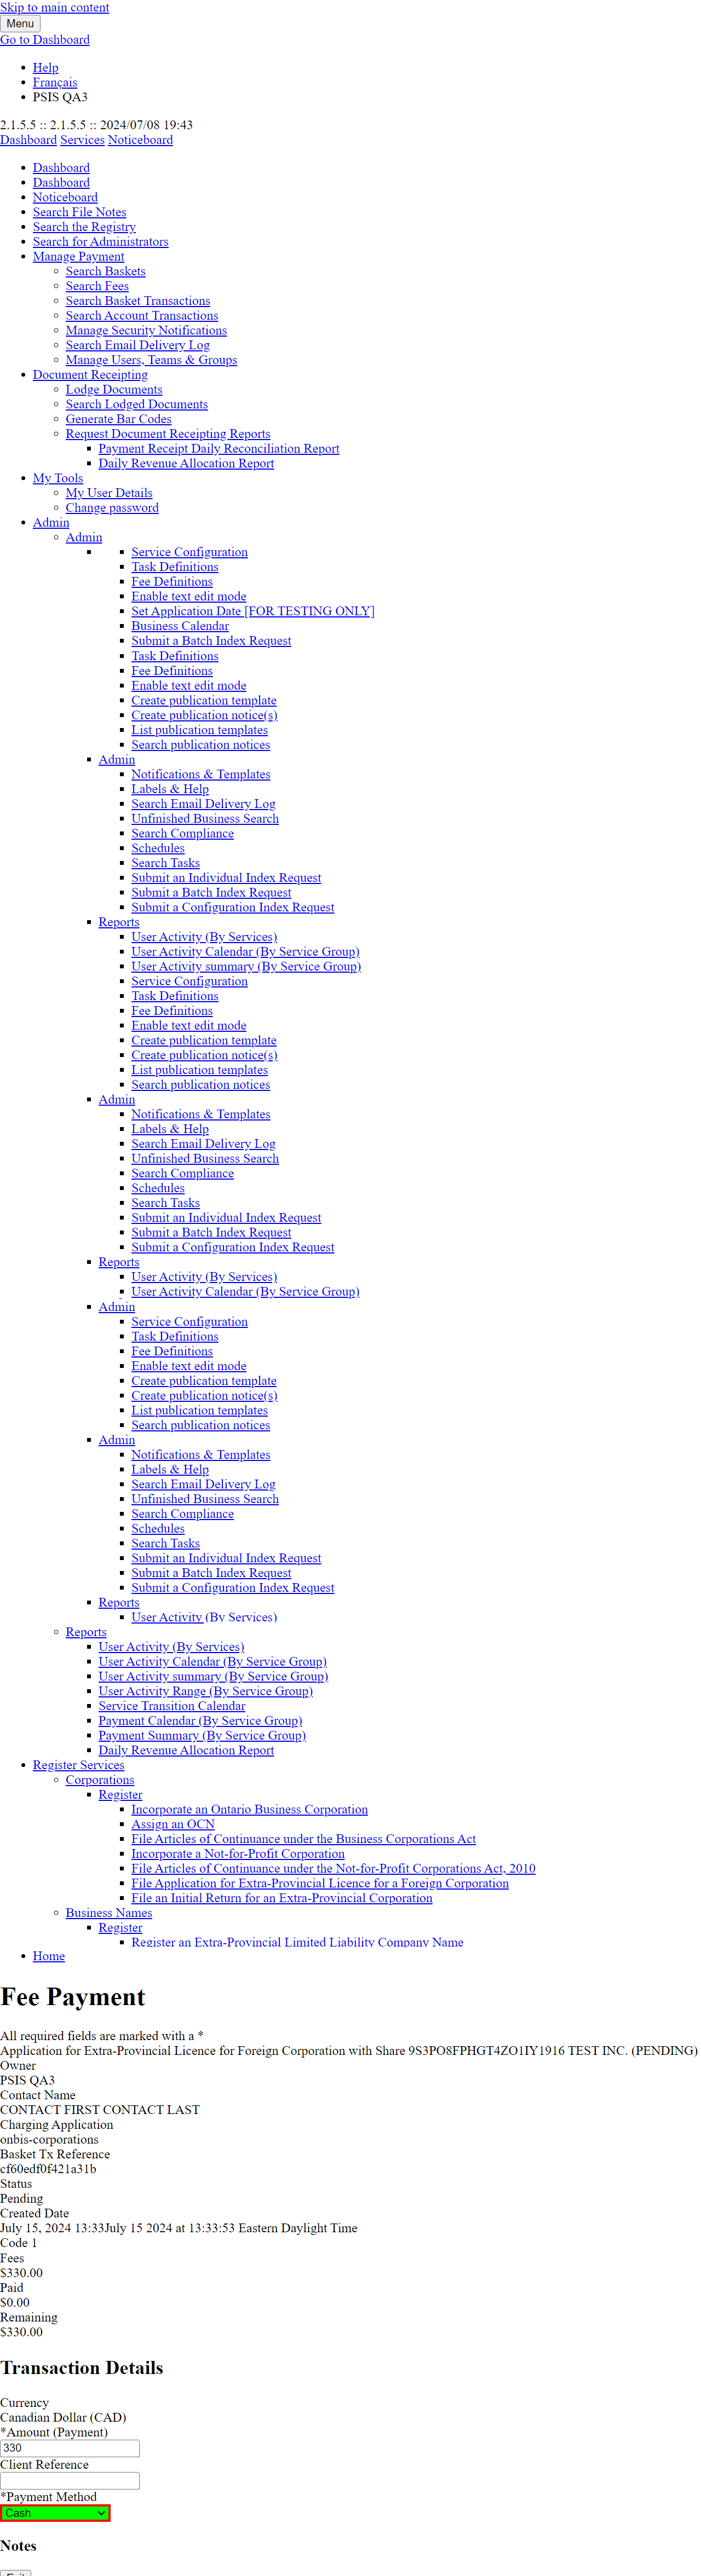 Skip to main content
Menu
Go to Dashboard
Help
Français
PSIS QA3
2.1.5.5 :: 2.1.5.5 :: 2024/07/08 19:43
Dashboard Services Noticeboard
Dashboard
Dashboard
Noticeboard
Search File Notes
Search the Registry
Search for Administrators
Manage Payment
Search Baskets
Search Fees
Search Basket Transactions
Search Account Transactions
Manage Security Notifications
Search Email Delivery Log
Manage Users, Teams & Groups
Document Receipting
Lodge Documents
Search Lodged Documents
Generate Bar Codes
Request Document Receipting Reports
Payment Receipt Daily Reconciliation Report
Daily Revenue Allocation Report
My Tools
My User Details
Change password
Admin
Admin
Service Configuration
Task Definitions
Fee Definitions
Enable text edit mode
Set Application Date [FOR TESTING ONLY]
Business Calendar
Submit a Batch Index Request
Task Definitions
Fee Definitions
Enable text edit mode
Create publication template
Create publication notice(s)
List publication templates
Search publication notices
Admin
Notifications & Templates
Labels & Help
Search Email Delivery Log
Unfinished Business Search
Search Compliance
Schedules
Search Tasks
Submit an Individual Index Request
Submit a Batch Index Request
Submit a Configuration Index Request
Reports
User Activity (By Services)
User Activity Calendar (By Service Group)
User Activity summary (By Service Group)
Service Configuration
Task Definitions
Fee Definitions
Enable text edit mode
Create publication template
Create publication notice(s)
List publication templates
Search publication notices
Admin
Notifications & Templates
Labels & Help
Search Email Delivery Log
Unfinished Business Search
Search Compliance
Schedules
Search Tasks
Submit an Individual Index Request
Submit a Batch Index Request
Submit a Configuration Index Request
Reports
User Activity (By Services)
User Activity Calendar (By Service Group)
Admin
Service Configuration
Task Definitions
Fee Definitions
Enable text edit mode
Create publication template
Create publication notice(s)
List publication templates
Search publication notices
Admin
Notifications & Templates
Labels & Help
Search Email Delivery Log
Unfinished Business Search
Search Compliance
Schedules
Search Tasks
Submit an Individual Index Request
Submit a Batch Index Request
Submit a Configuration Index Request
Reports
User Activity (By Services)
Reports
User Activity (By Services)
User Activity Calendar (By Service Group)
User Activity summary (By Service Group)
User Activity Range (By Service Group)
Service Transition Calendar
Payment Calendar (By Service Group)
Payment Summary (By Service Group)
Daily Revenue Allocation Report
Register Services
Corporations
Register
Incorporate an Ontario Business Corporation
Assign an OCN
File Articles of Continuance under the Business Corporations Act
Incorporate a Not-for-Profit Corporation
File Articles of Continuance under the Not-for-Profit Corporations Act, 2010
File Application for Extra-Provincial Licence for a Foreign Corporation
File an Initial Return for an Extra-Provincial Corporation
Business Names
Register
Register an Extra-Provincial Limited Liability Company Name
Home
Fee Payment
All required fields are marked with a *
Application for Extra-Provincial Licence for Foreign Corporation with Share 9S3PO8FPHGT4ZO1IY1916 TEST INC. (PENDING)
Owner
PSIS QA3
Contact Name
CONTACT FIRST CONTACT LAST
Charging Application
onbis-corporations
Basket Tx Reference
cf60edf0f421a31b
Status
Pending
Created Date
July 15, 2024 13:33July 15 2024 at 13:33:53 Eastern Daylight Time
Code 1
Fees
$330.00
Paid
$0.00
Remaining
$330.00
Transaction Details
Currency
Canadian Dollar (CAD)
*Amount (Payment)
330
Client Reference
*Payment Method
Cash
Notes